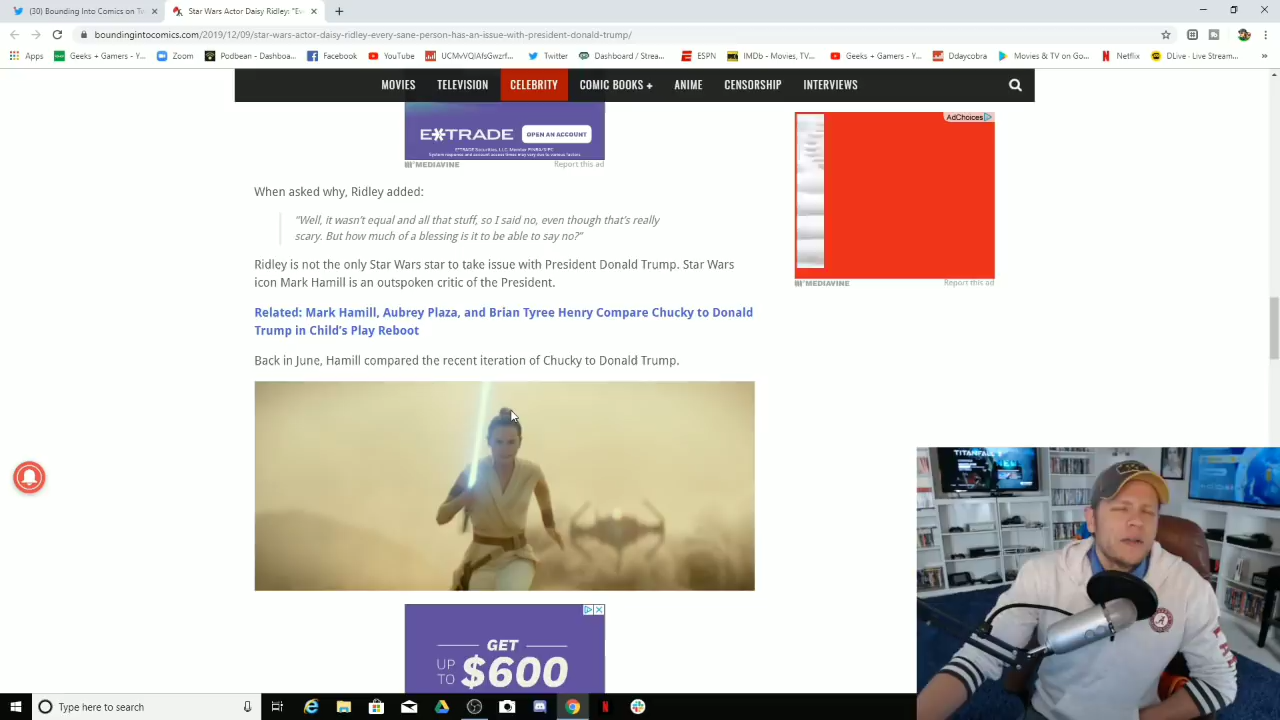 (30) Bounding Into Comics on Te
Star Wars Actor Daisy Ridley: "E
boundingintocomics.com/2019/12/09/star-wars-actor-daisy-ridley-every-sane-person-has-an-issue-with-president-donald-trump/
Apps
Geeks + Gamers - Y...
Zoom
Podbean - Dashboar...
Facebook
YouTube
UCMvVQIAfsGwzrf...
Twitter
Dashboard / Strea...
ESPN
IMDb - Movies, TV...
Geeks + Gamers - Y...
Ddaycobra
Movies & TV on Go...
Netflix
DLive · Live Stream...
MOVIES
TELEVISION
CELEBRITY
COMIC BOOKS +
ANIME
CENSORSHIP
INTERVIEWS
E*TRADE
OPEN AN ACCOUNT
MEDIAVINE
Report this ad
AdChoices
MEDIAVINE
Report this ad
When asked why, Ridley added:
"Well, it wasn't equal and all that stuff, so I said no, even though that's really
scary. But how much of a blessing is it to be able to say no?"
Ridley is not the only Star Wars star to take issue with President Donald Trump. Star Wars
icon Mark Hamill is an outspoken critic of the President.
Related: Mark Hamill, Aubrey Plaza, and Brian Tyree Henry Compare Chucky to Donald
Trump in Child's Play Reboot
Back in June, Hamill compared the recent iteration of Chucky to Donald Trump.
TITANFALL
GET
UP
TO
$600
Type here to search